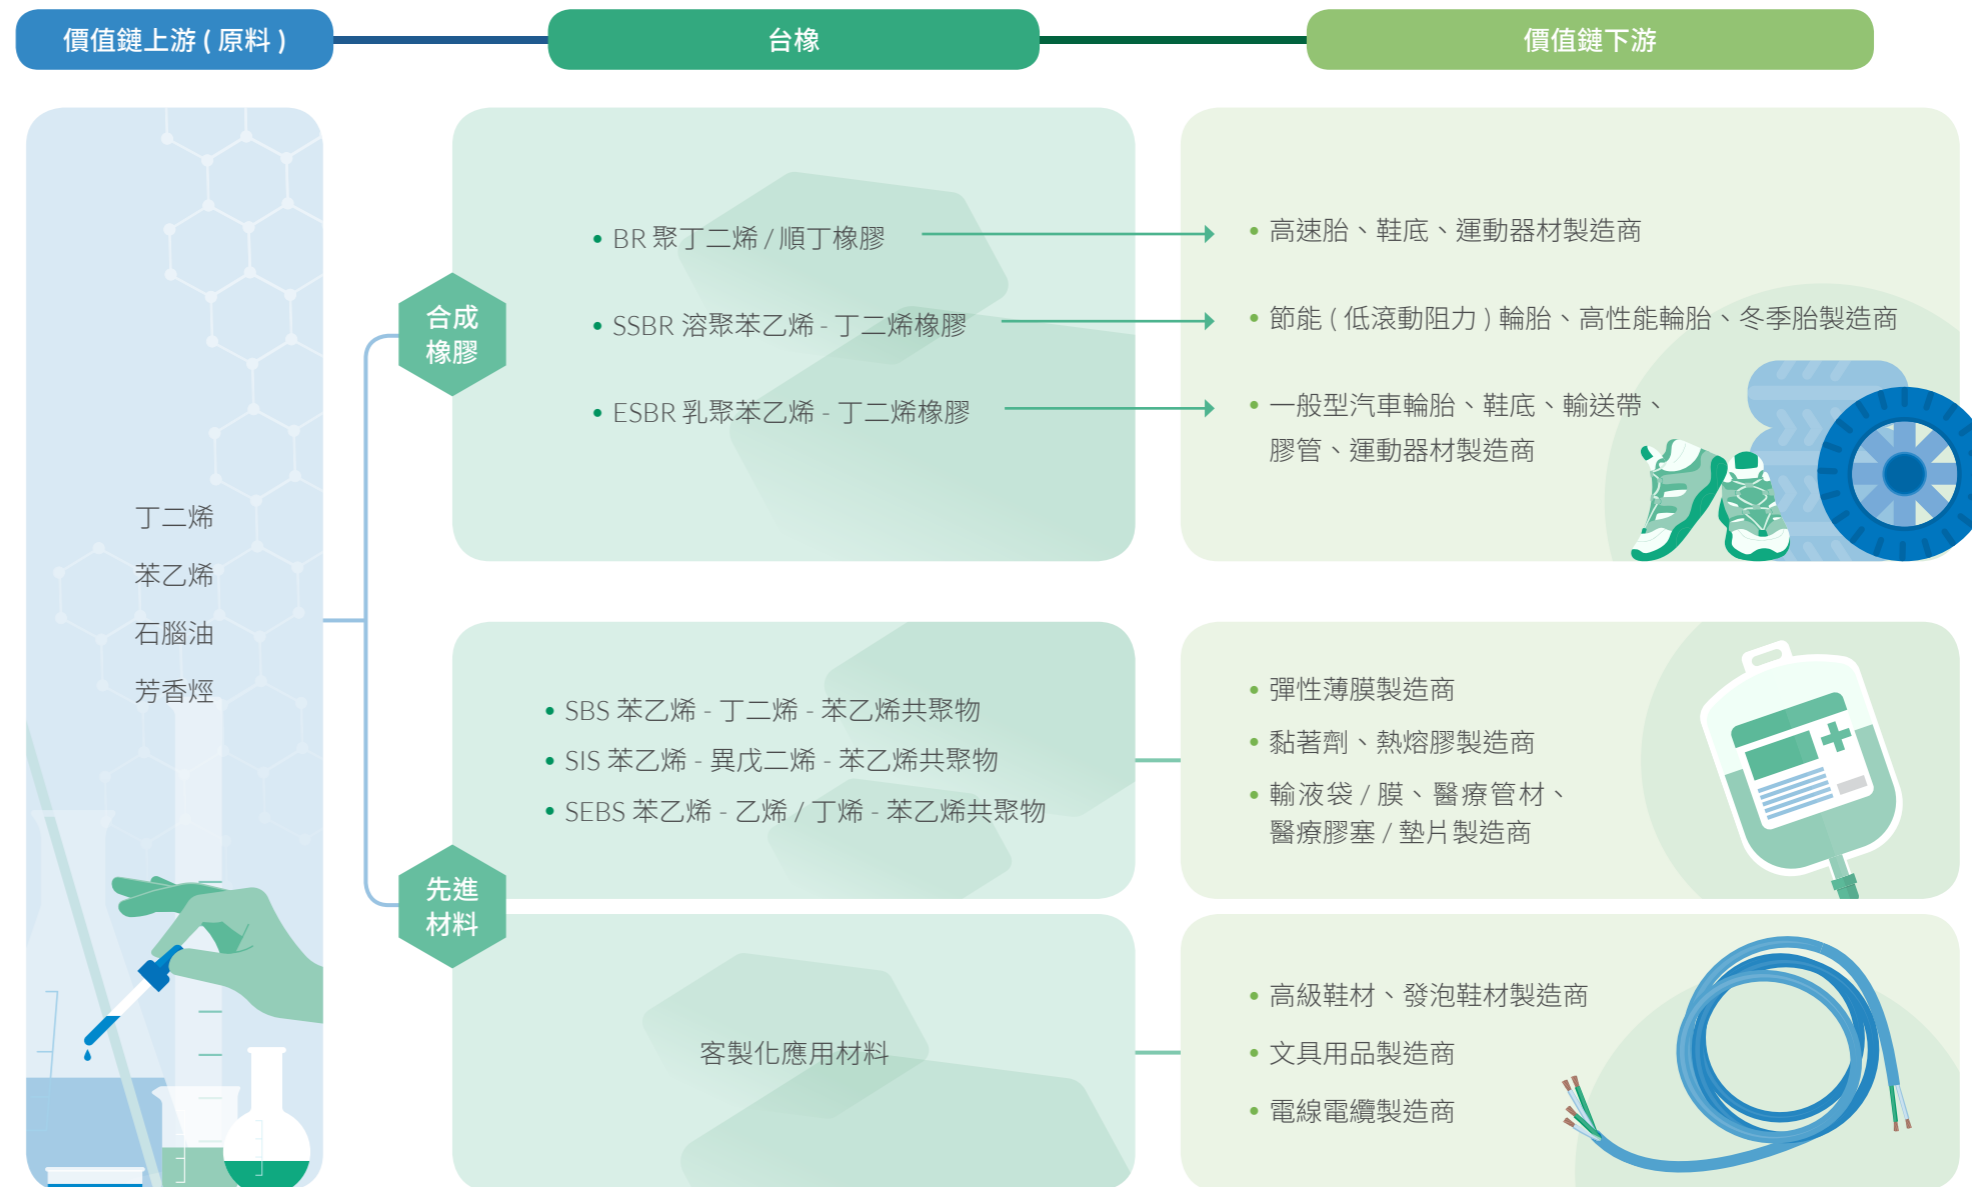 價值鏈上游 ( 原料 )
台橡
價值鏈下游
丁二烯
苯乙烯
石腦油
芳香烴
合成
橡膠
• BR 聚丁二烯 / 順丁橡膠
• SSBR 溶聚苯乙烯 - 丁二烯橡膠
• ESBR 乳聚苯乙烯 - 丁二烯橡膠
• 高速胎、鞋底、運動器材製造商
• 節能 ( 低滾動阻力 ) 輪胎、高性能輪胎、冬季胎製造商
• 一般型汽車輪胎、鞋底、輸送帶、
膠管、運動器材製造商
先進
材料
• SBS 苯乙烯 - 丁二烯 - 苯乙烯共聚物
• SIS 苯乙烯 - 異戊二烯 - 苯乙烯共聚物
• SEBS 苯乙烯 - 乙烯 / 丁烯 - 苯乙烯共聚物
• 彈性薄膜製造商
• 黏著劑、熱熔膠製造商
• 輸液袋 / 膜、醫療管材、
醫療膠塞 / 墊片製造商
客製化應用材料
• 高級鞋材、發泡鞋材製造商
• 文具用品製造商
• 電線電纜製造商